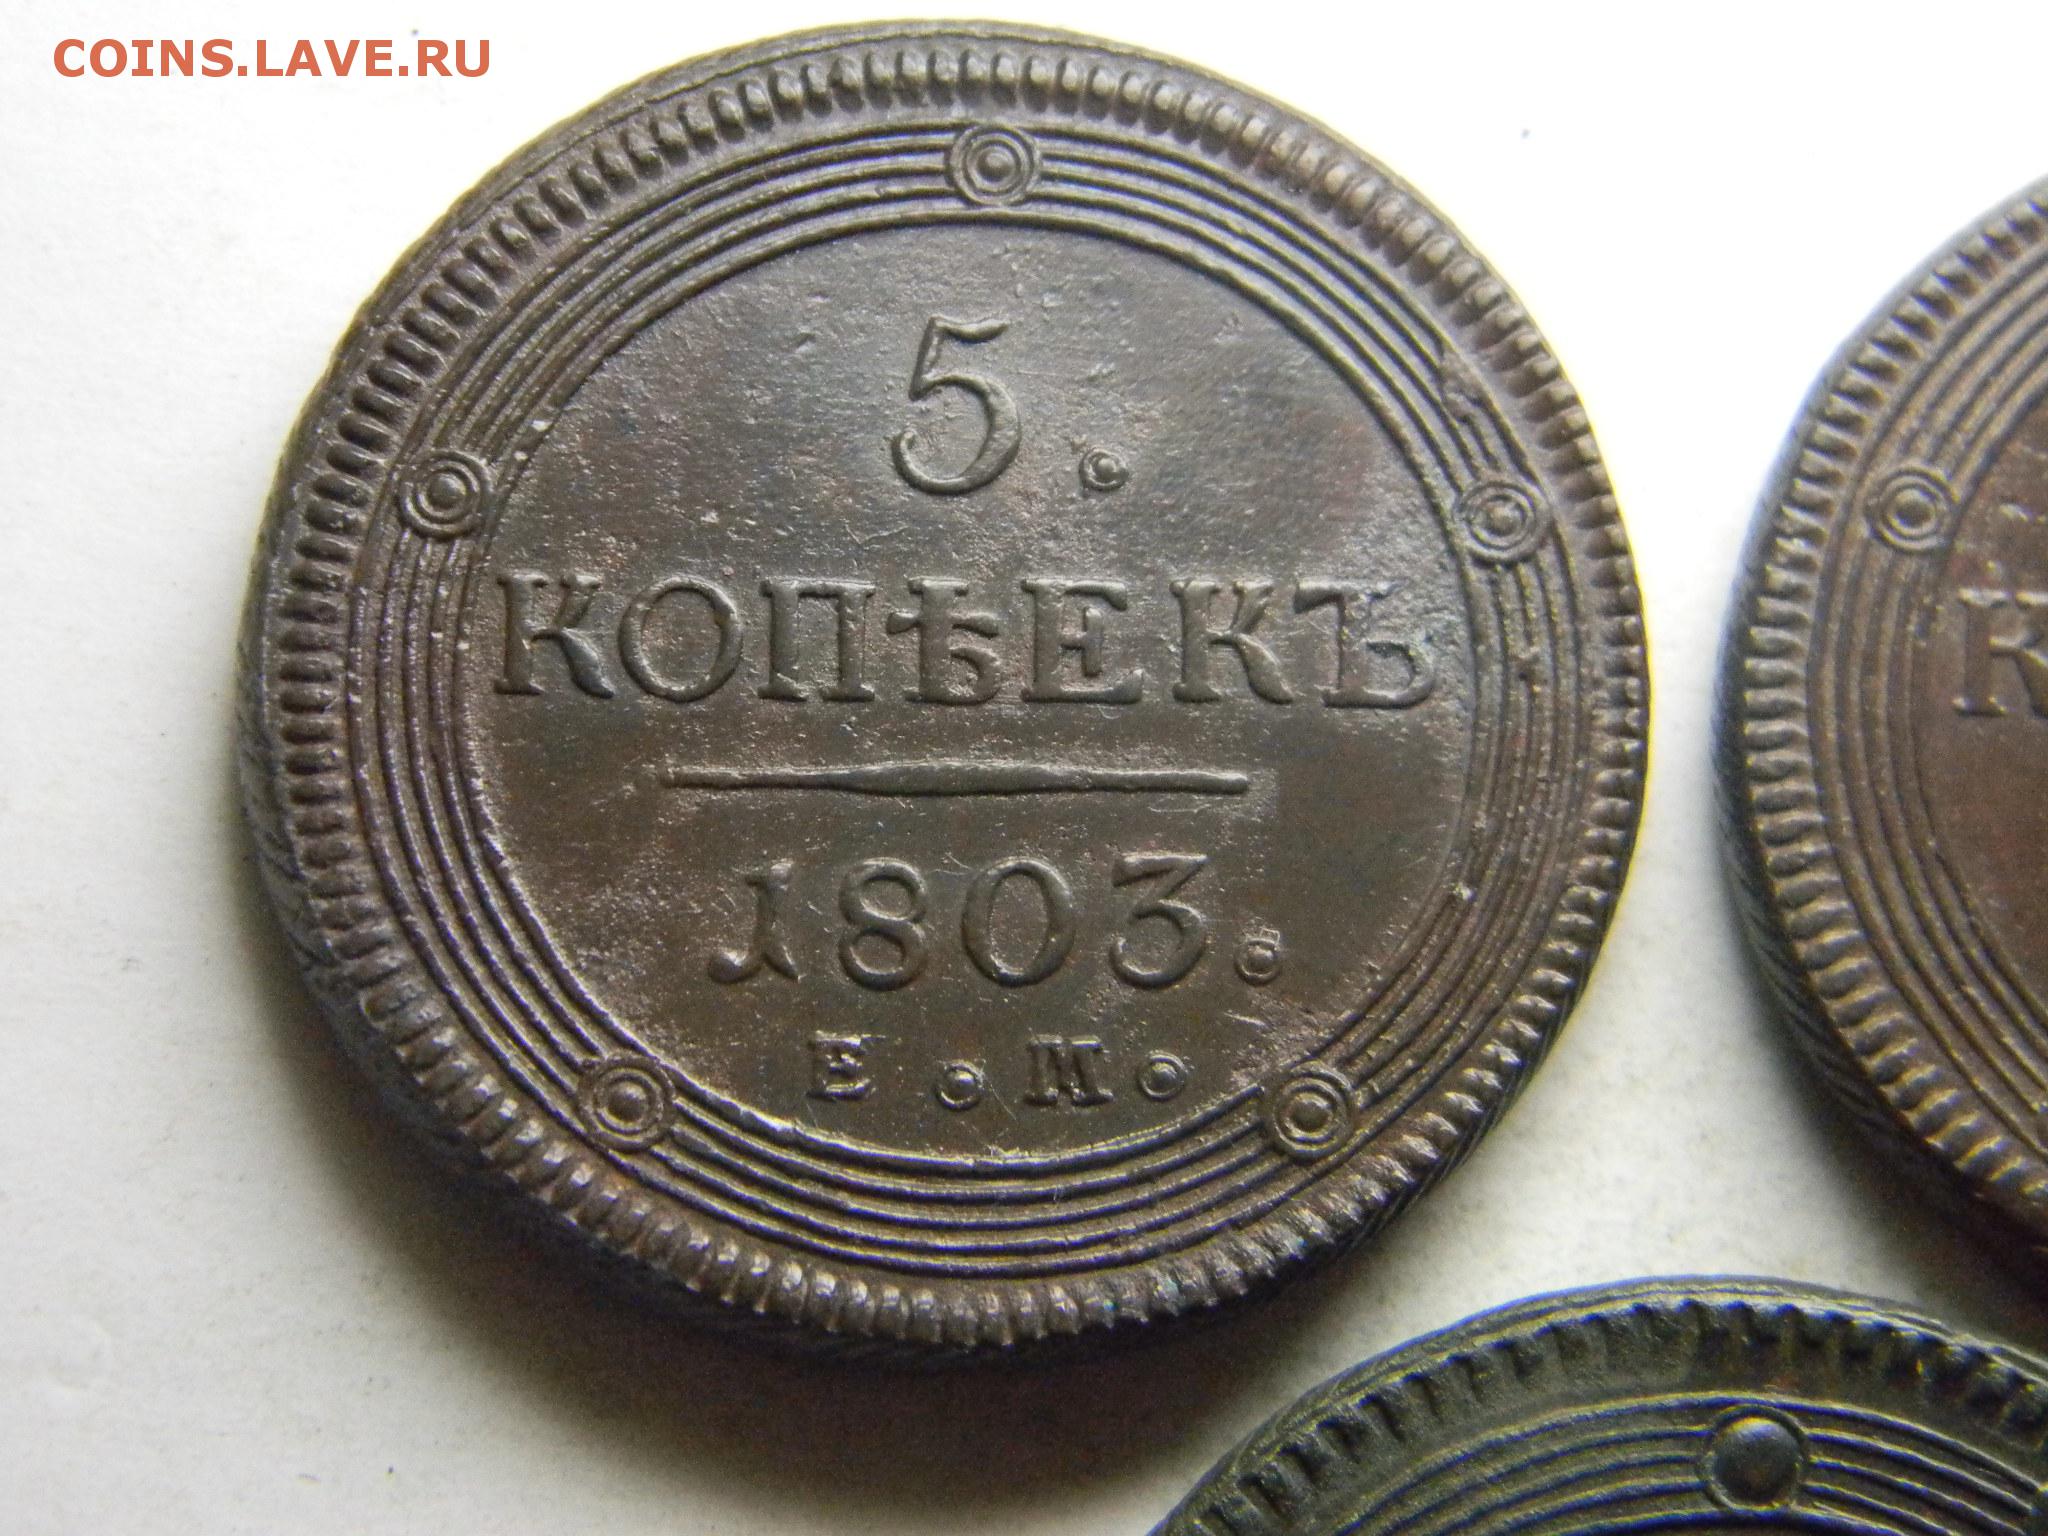 COINS.LAVE.RU
5.
КОПѢЕКЪ
1803.
Е.М.
К